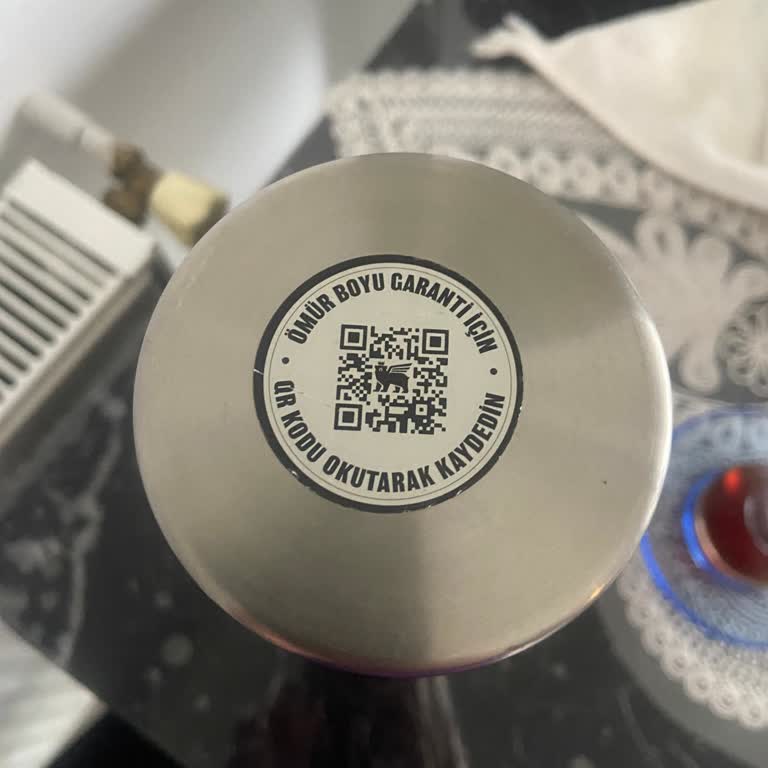 ÖMÜR BOYU GARANTİ İÇİN
QR KODU OKUTARAK KAYDEDİN